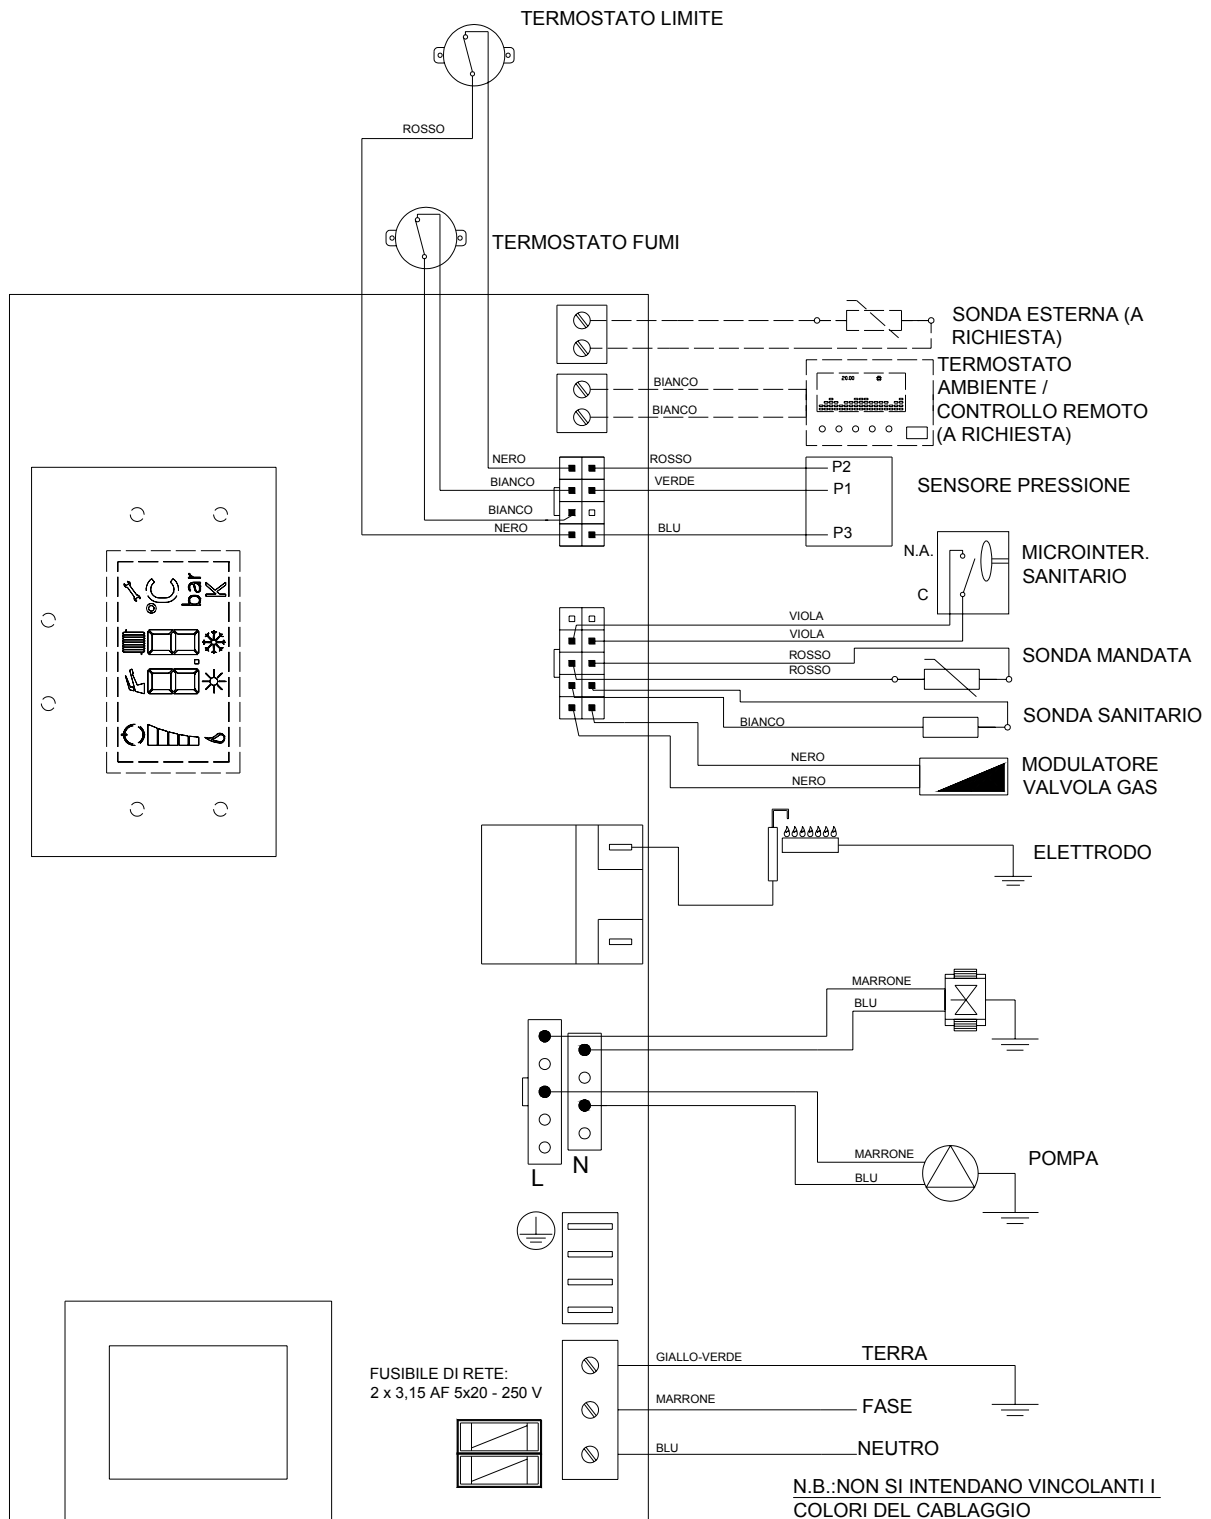 TERMOSTATO LIMITE
ROSSO
TERMOSTATO FUMI
SONDA ESTERNA (A
RICHIESTA)
TERMOSTATO
AMBIENTE /
CONTROLLO REMOTO
(A RICHIESTA)
20.00
BIANCO
BIANCO
NERO
ROSSO
P2
BIANCO
VERDE
P1
SENSORE PRESSIONE
BIANCO
NERO
BLU
P3
N.A.
C
MICROINTER.
SANITARIO
°C
bar
K
VIOLA
VIOLA
ROSSO
ROSSO
SONDA MANDATA
BIANCO
SONDA SANITARIO
NERO
NERO
MODULATORE
VALVOLA GAS
ELETTRODO
MARRONE
BLU
L
N
MARRONE
BLU
POMPA
FUSIBILE DI RETE:
2 x 3,15 AF 5x20 - 250 V
GIALLO-VERDE
TERRA
MARRONE
FASE
BLU
NEUTRO
N.B.:NON SI INTENDANO VINCOLANTI I
COLORI DEL CABLAGGIO